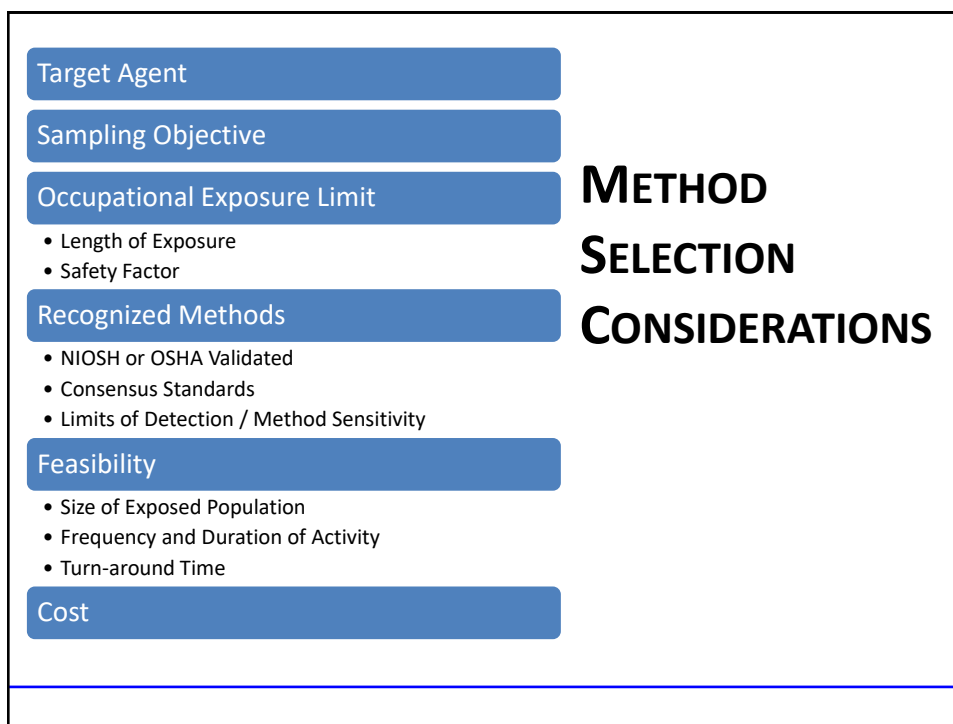 Target Agent
Sampling Objective
Occupational Exposure Limit
• Length of Exposure
• Safety Factor
Recognized Methods
• NIOSH or OSHA Validated
• Consensus Standards
• Limits of Detection / Method Sensitivity
Feasibility
• Size of Exposed Population
• Frequency and Duration of Activity
• Turn-around Time
Cost
METHOD
SELECTION
CONSIDERATIONS